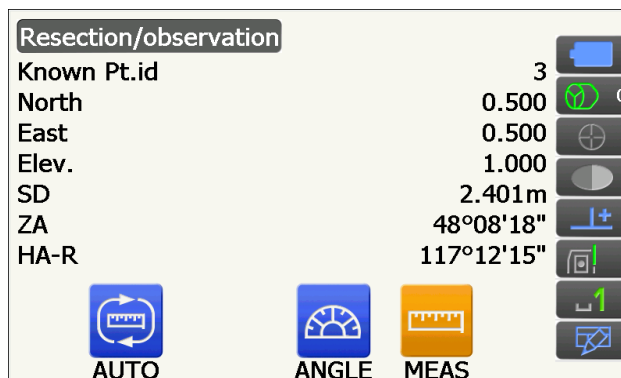 Resection/observation
Known Pt.id 3
North 0.500
East 0.500
Elev. 1.000
SD 2.401m
ZA 48°08'18"
HA-R 117°12'15"
AUTO ANGLE MEAS
1